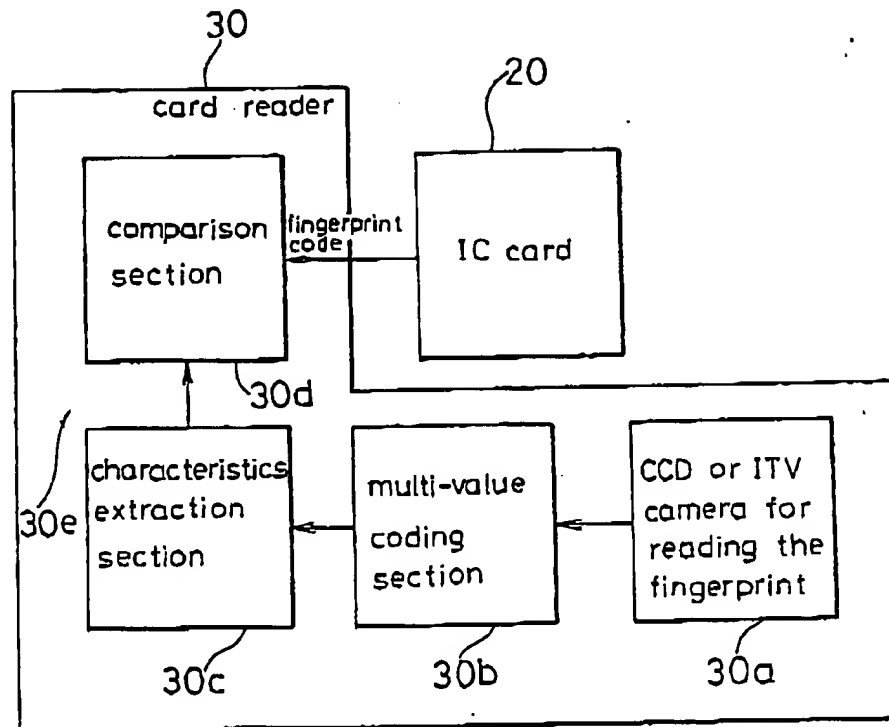 30
card reader
20
comparison
section
fingerprint
code
IC card
30d
30e
characteristics
extraction
section
multi-value
coding
section
CCD or ITV
camera for
reading the
fingerprint
30c
30b
30a